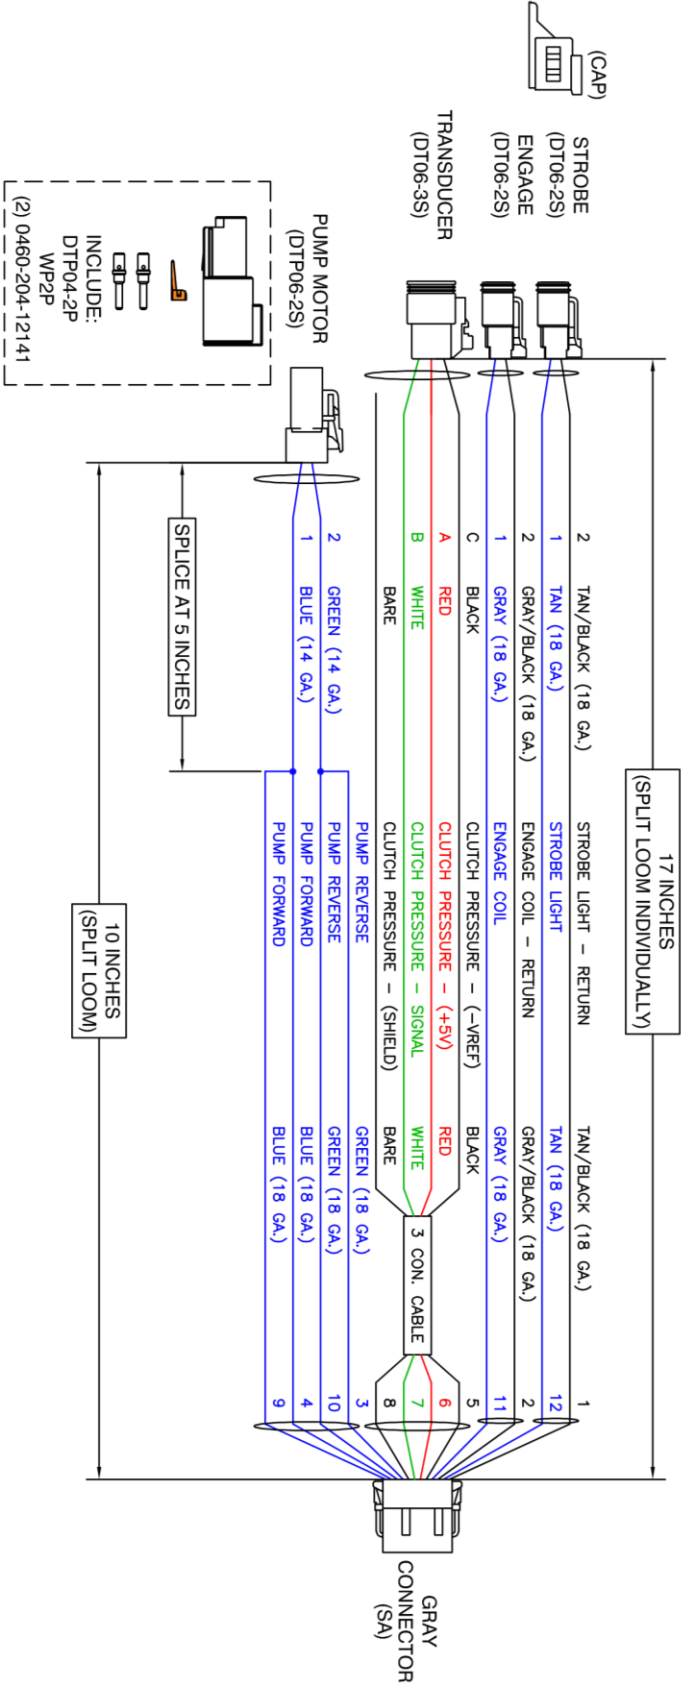 17 INCHES
(SPLIT LOOM INDIVIDUALLY)
(CAP)
STROBE
(DT06-2S)
ENGAGE
(DT06-2S)
TRANSDUCER
(DT06-3S)
PUMP MOTOR
(DTP06-2S)
INCLUDE:
DTP04-2P
WP2P
(2) 0460-204-12141
2 TAN/BLACK (18 GA.) STROBE LIGHT - RETURN TAN/BLACK (18 GA.) 1
1 TAN (18 GA.) STROBE LIGHT TAN (18 GA.) 12
2 GRAY/BLACK (18 GA.) ENGAGE COIL - RETURN GRAY/BLACK (18 GA.) 2
1 GRAY (18 GA.) ENGAGE COIL GRAY (18 GA.) 11
C BLACK CLUTCH PRESSURE - (-VREF) BLACK 5
A RED CLUTCH PRESSURE - (+5V) RED 6
B WHITE CLUTCH PRESSURE - SIGNAL WHITE 7
BARE CLUTCH PRESSURE - (SHIELD) BARE 8
3 CON. CABLE
PUMP REVERSE GREEN (18 GA.) 3
2 GREEN (14 GA.) PUMP REVERSE GREEN (18 GA.) 10
1 BLUE (14 GA.) PUMP FORWARD BLUE (18 GA.) 4
PUMP FORWARD BLUE (18 GA.) 9
GRAY
CONNECTOR
(SA)
SPLICE AT 5 INCHES
10 INCHES
(SPLIT LOOM)